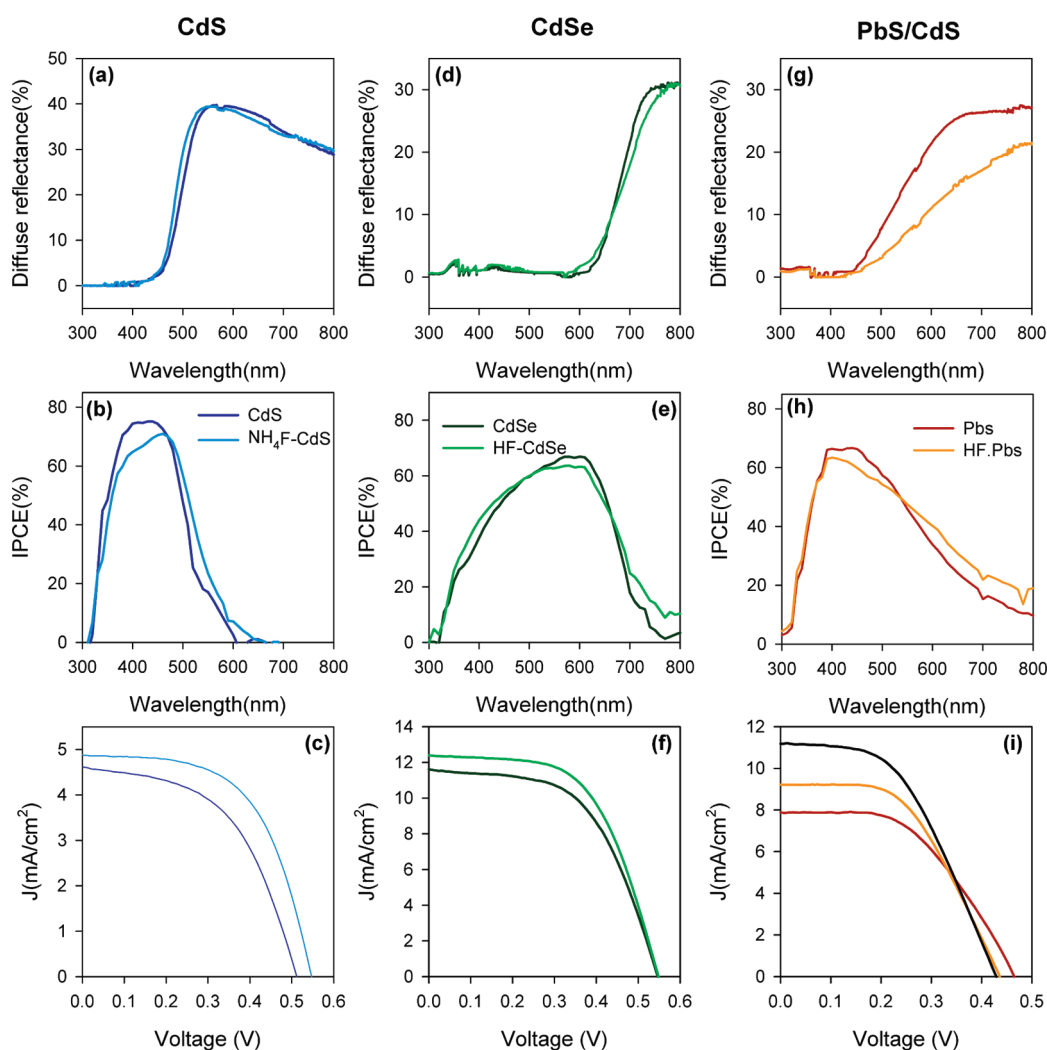 CdS
CdSe
PbS/CdS
(a)
Diffuse reflectance(%)
50
40
30
20
10
0
300 400 500 600 700 800
Wavelength(nm)
(d)
Diffuse reflectance(%)
30
20
10
0
300 400 500 600 700 800
Wavelength(nm)
(g)
Diffuse reflectance(%)
30
20
10
0
300 400 500 600 700 800
Wavelength(nm)
(b)
CdS
NH₄F-CdS
IPCE(%)
80
60
40
20
0
300 400 500 600 700 800
Wavelength(nm)
(e)
CdSe
HF-CdSe
IPCE(%)
80
60
40
20
0
300 400 500 600 700 800
Wavelength(nm)
(h)
Pbs
HF.Pbs
IPCE(%)
80
60
40
20
0
300 400 500 600 700 800
Wavelength(nm)
(c)
J(mA/cm²)
5
4
3
2
1
0
0.0 0.1 0.2 0.3 0.4 0.5 0.6
Voltage (V)
(f)
J(mA/cm²)
14
12
10
8
6
4
2
0
0.0 0.1 0.2 0.3 0.4 0.5 0.6
Voltage (V)
(i)
J(mA/cm²)
12
10
8
6
4
2
0
0.0 0.1 0.2 0.3 0.4 0.5
Voltage (V)